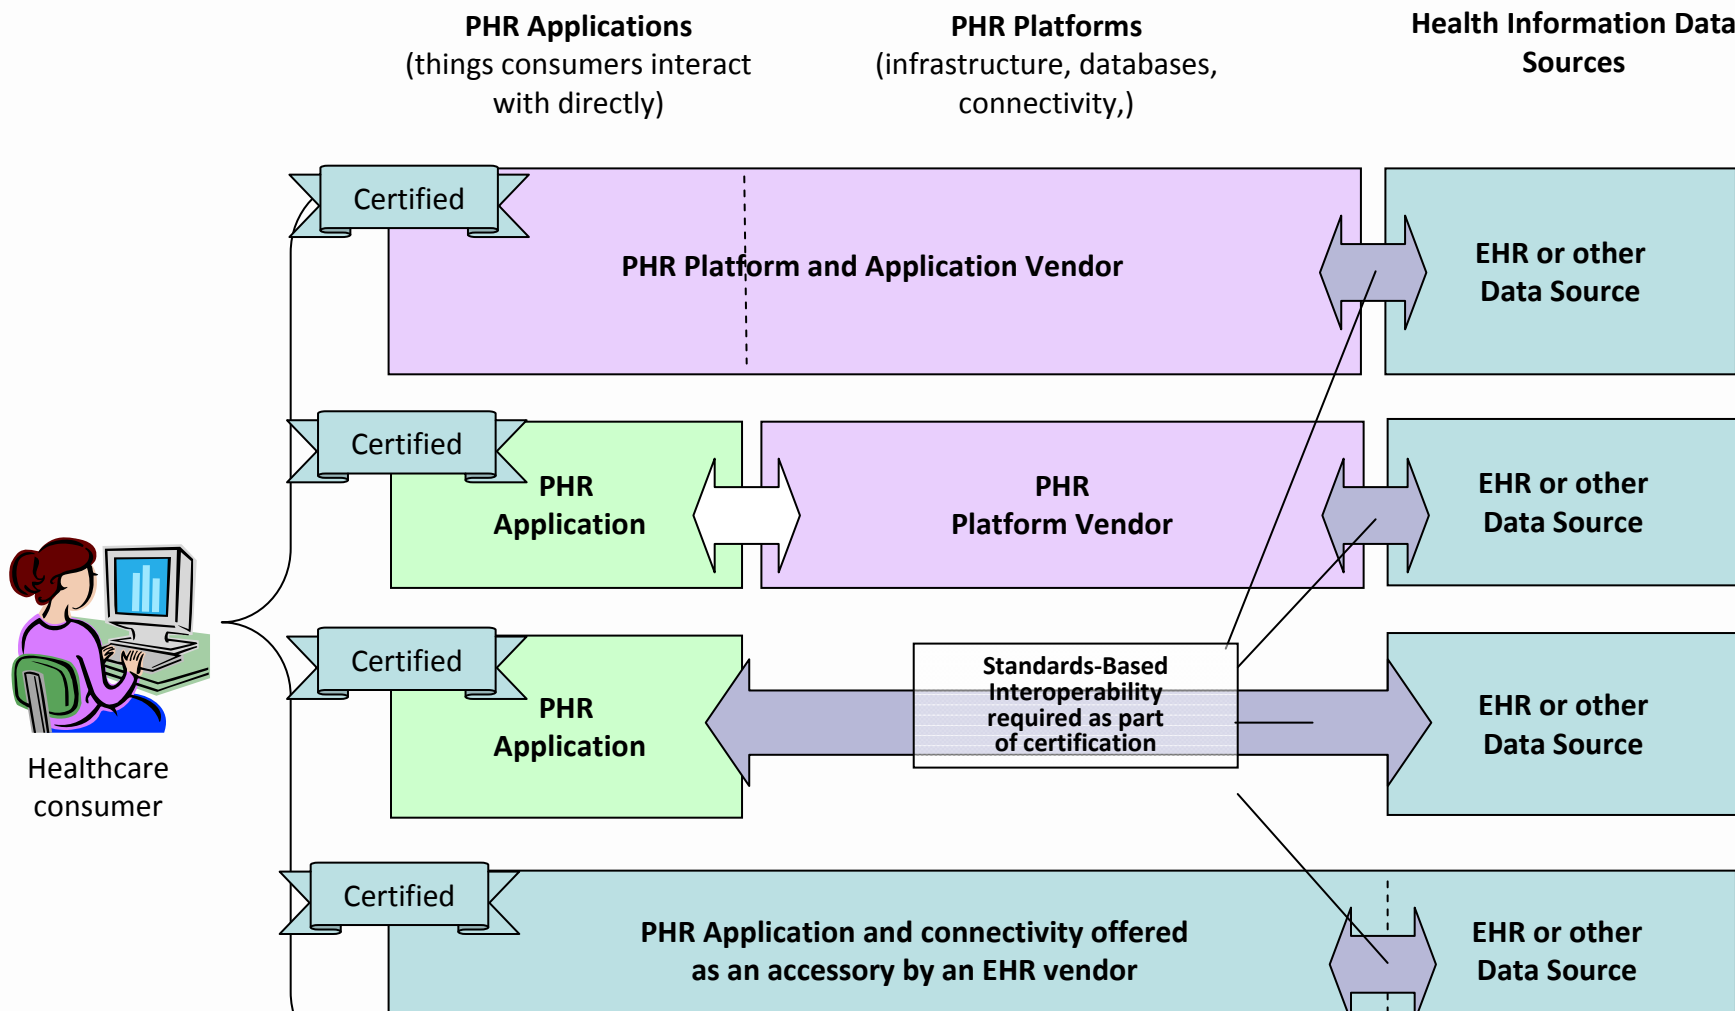 PHR Applications
(things consumers interact
with directly)
PHR Platforms
(infrastructure, databases,
connectivity,)
Health Information Data
Sources
Certified
PHR Platform and Application Vendor
EHR or other
Data Source
Certified
PHR
Application
PHR
Platform Vendor
EHR or other
Data Source
Certified
PHR
Application
Standards-Based
Interoperability
required as part
of certification
EHR or other
Data Source
Healthcare
consumer
Certified
PHR Application and connectivity offered
as an accessory by an EHR vendor
EHR or other
Data Source